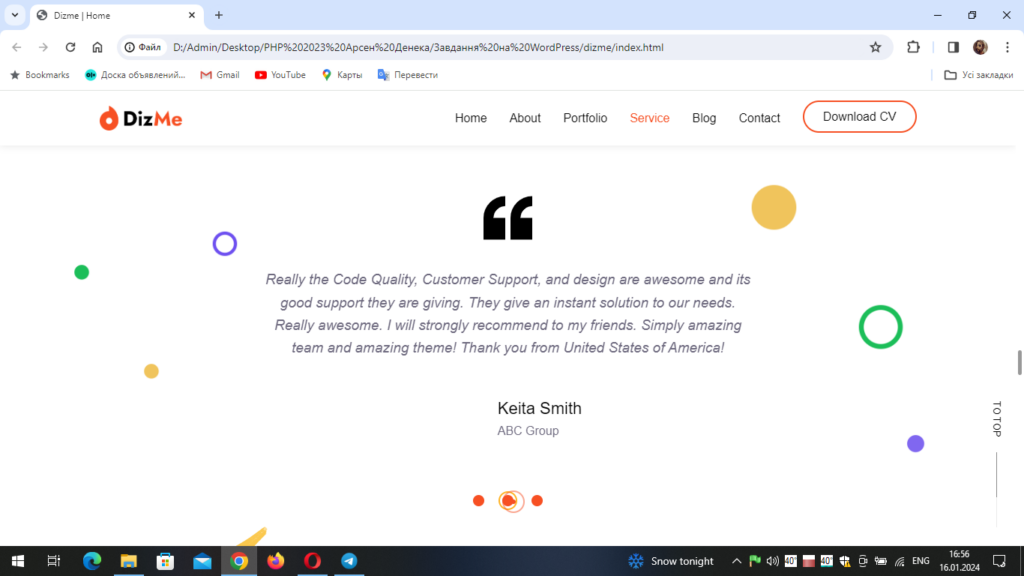 Dizme | Home
Файл
D:/Admin/Desktop/PHP%202023%20Арсен%20Денека/Завдання%20на%20WordPress/dizme/index.html
Bookmarks
Доска объявлений...
Gmail
YouTube
Карты
Перевести
Усі закладки
DizMe
Home
About
Portfolio
Service
Blog
Contact
Download CV
Really the Code Quality, Customer Support, and design are awesome and its
good support they are giving. They give an instant solution to our needs.
Really awesome. I will strongly recommend to my friends. Simply amazing
team and amazing theme! Thank you from United States of America!
Keita Smith
ABC Group
TO TOP
Snow tonight
40°
40°
ENG
16:56
16.01.2024